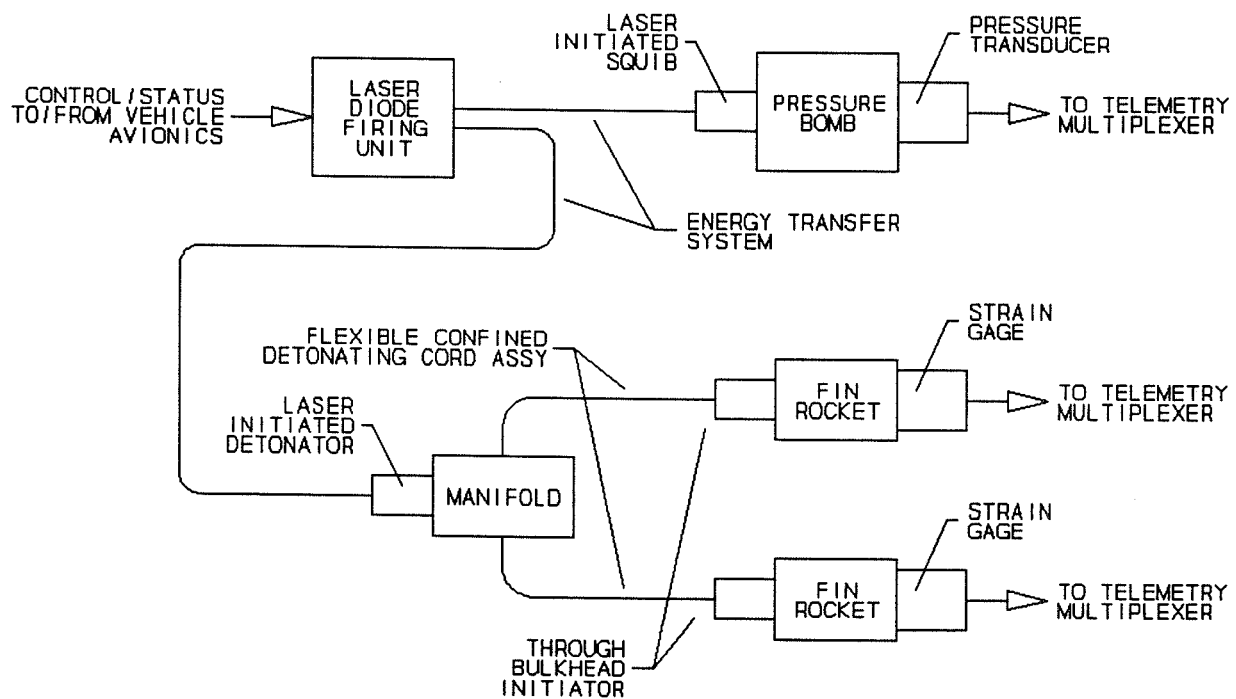 LASER
INITIATED
SQUIB
PRESSURE
TRANSDUCER
CONTROL/STATUS
TO/FROM VEHICLE
AVIONICS
LASER
DIODE
FIRING
UNIT
PRESSURE
BOMB
TO TELEMETRY
MULTIPLEXER
ENERGY TRANSFER
SYSTEM
FLEXIBLE CONFINED
DETONATING CORD ASSY
STRAIN
GAGE
FIN
ROCKET
TO TELEMETRY
MULTIPLEXER
LASER
INITIATED
DETONATOR
MANIFOLD
STRAIN
GAGE
FIN
ROCKET
TO TELEMETRY
MULTIPLEXER
THROUGH
BULKHEAD
INITIATOR